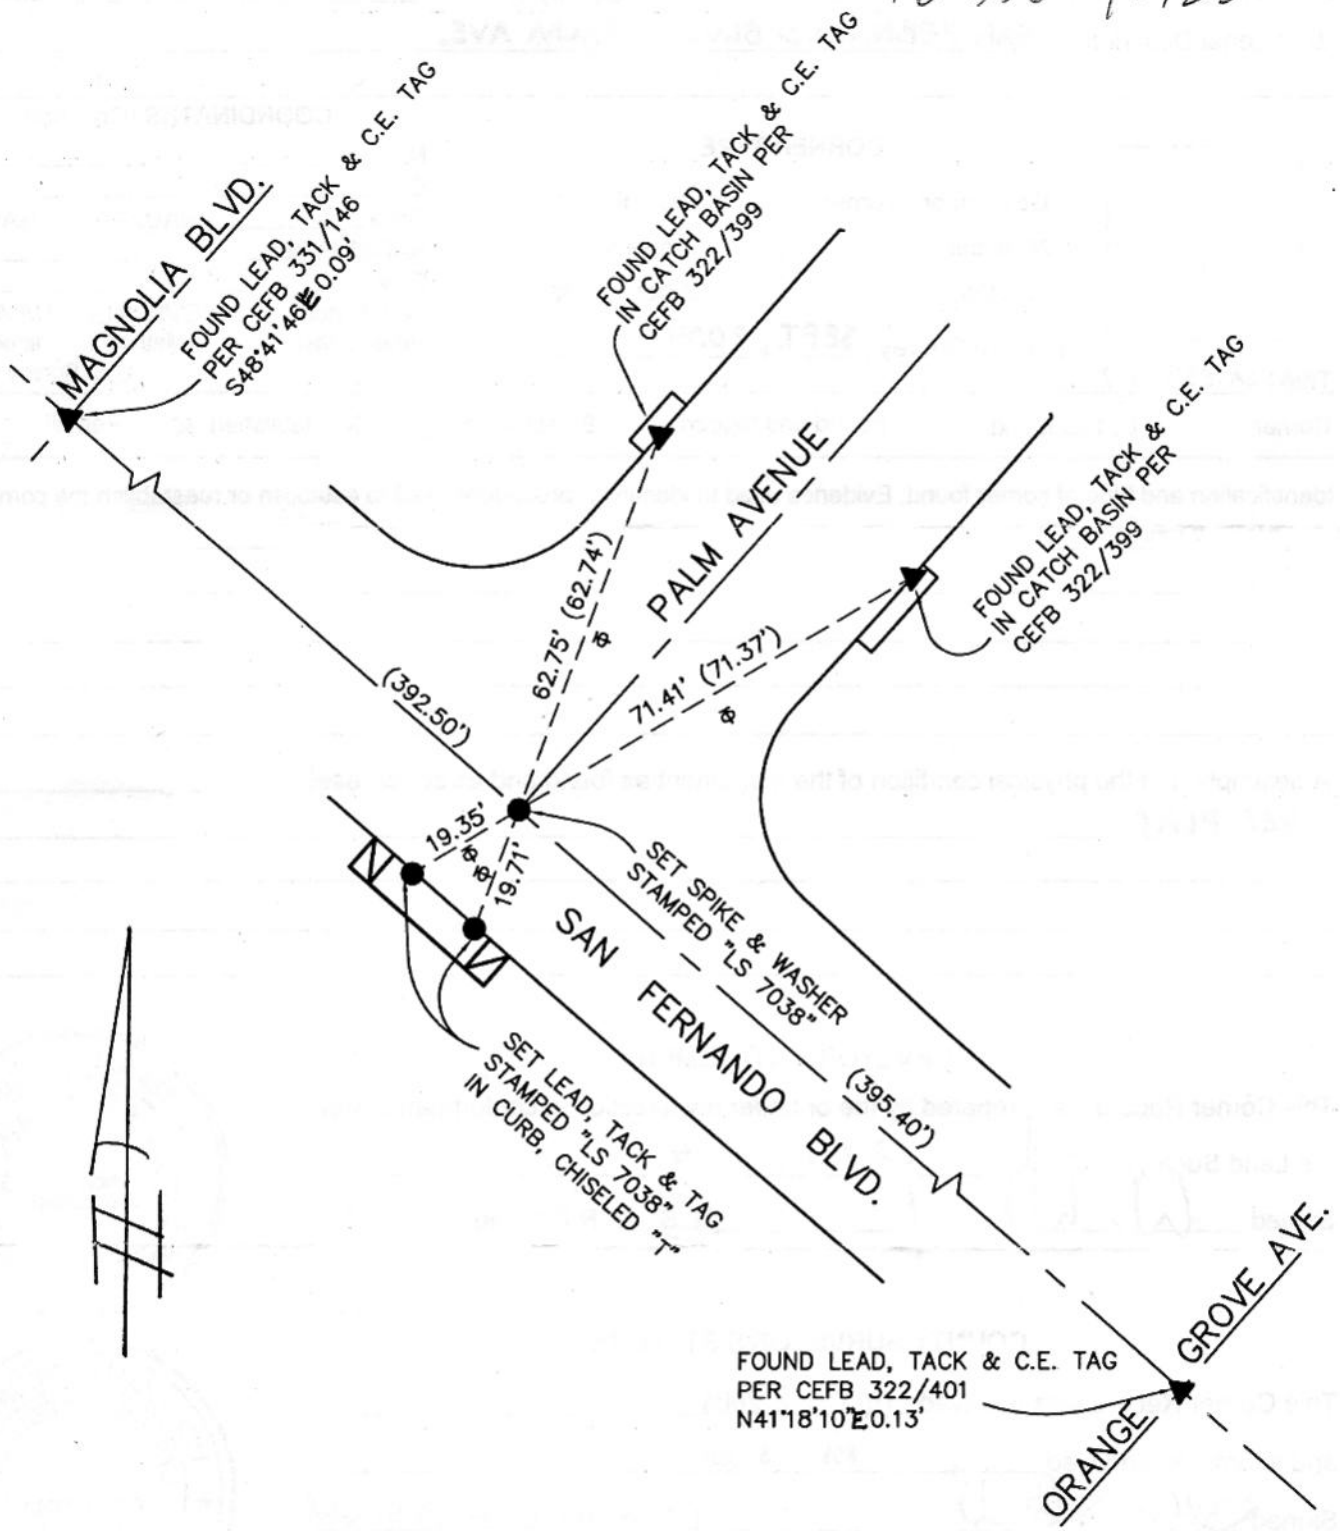 MAGNOLIA BLVD.
FOUND LEAD, TACK & C.E. TAG
PER CEFB 331/146
S48°41'46"E 0.09'
FOUND LEAD, TACK & C.E. TAG
IN CATCH BASIN PER
CEFB 322/399
PALM AVENUE
FOUND LEAD, TACK & C.E. TAG
IN CATCH BASIN PER
CEFB 322/399
62.75' (62.74')
71.41' (71.37')
(392.50')
19.35'
19.71'
SET SPIKE & WASHER
STAMPED "LS 7038"
SAN FERNANDO BLVD.
SET LEAD, TACK & TAG
STAMPED "LS 7038"
IN CURB, CHISELED "T"
(395.40')
FOUND LEAD, TACK & C.E. TAG
PER CEFB 322/401
N41°18'10"E 0.13'
ORANGE GROVE AVE.